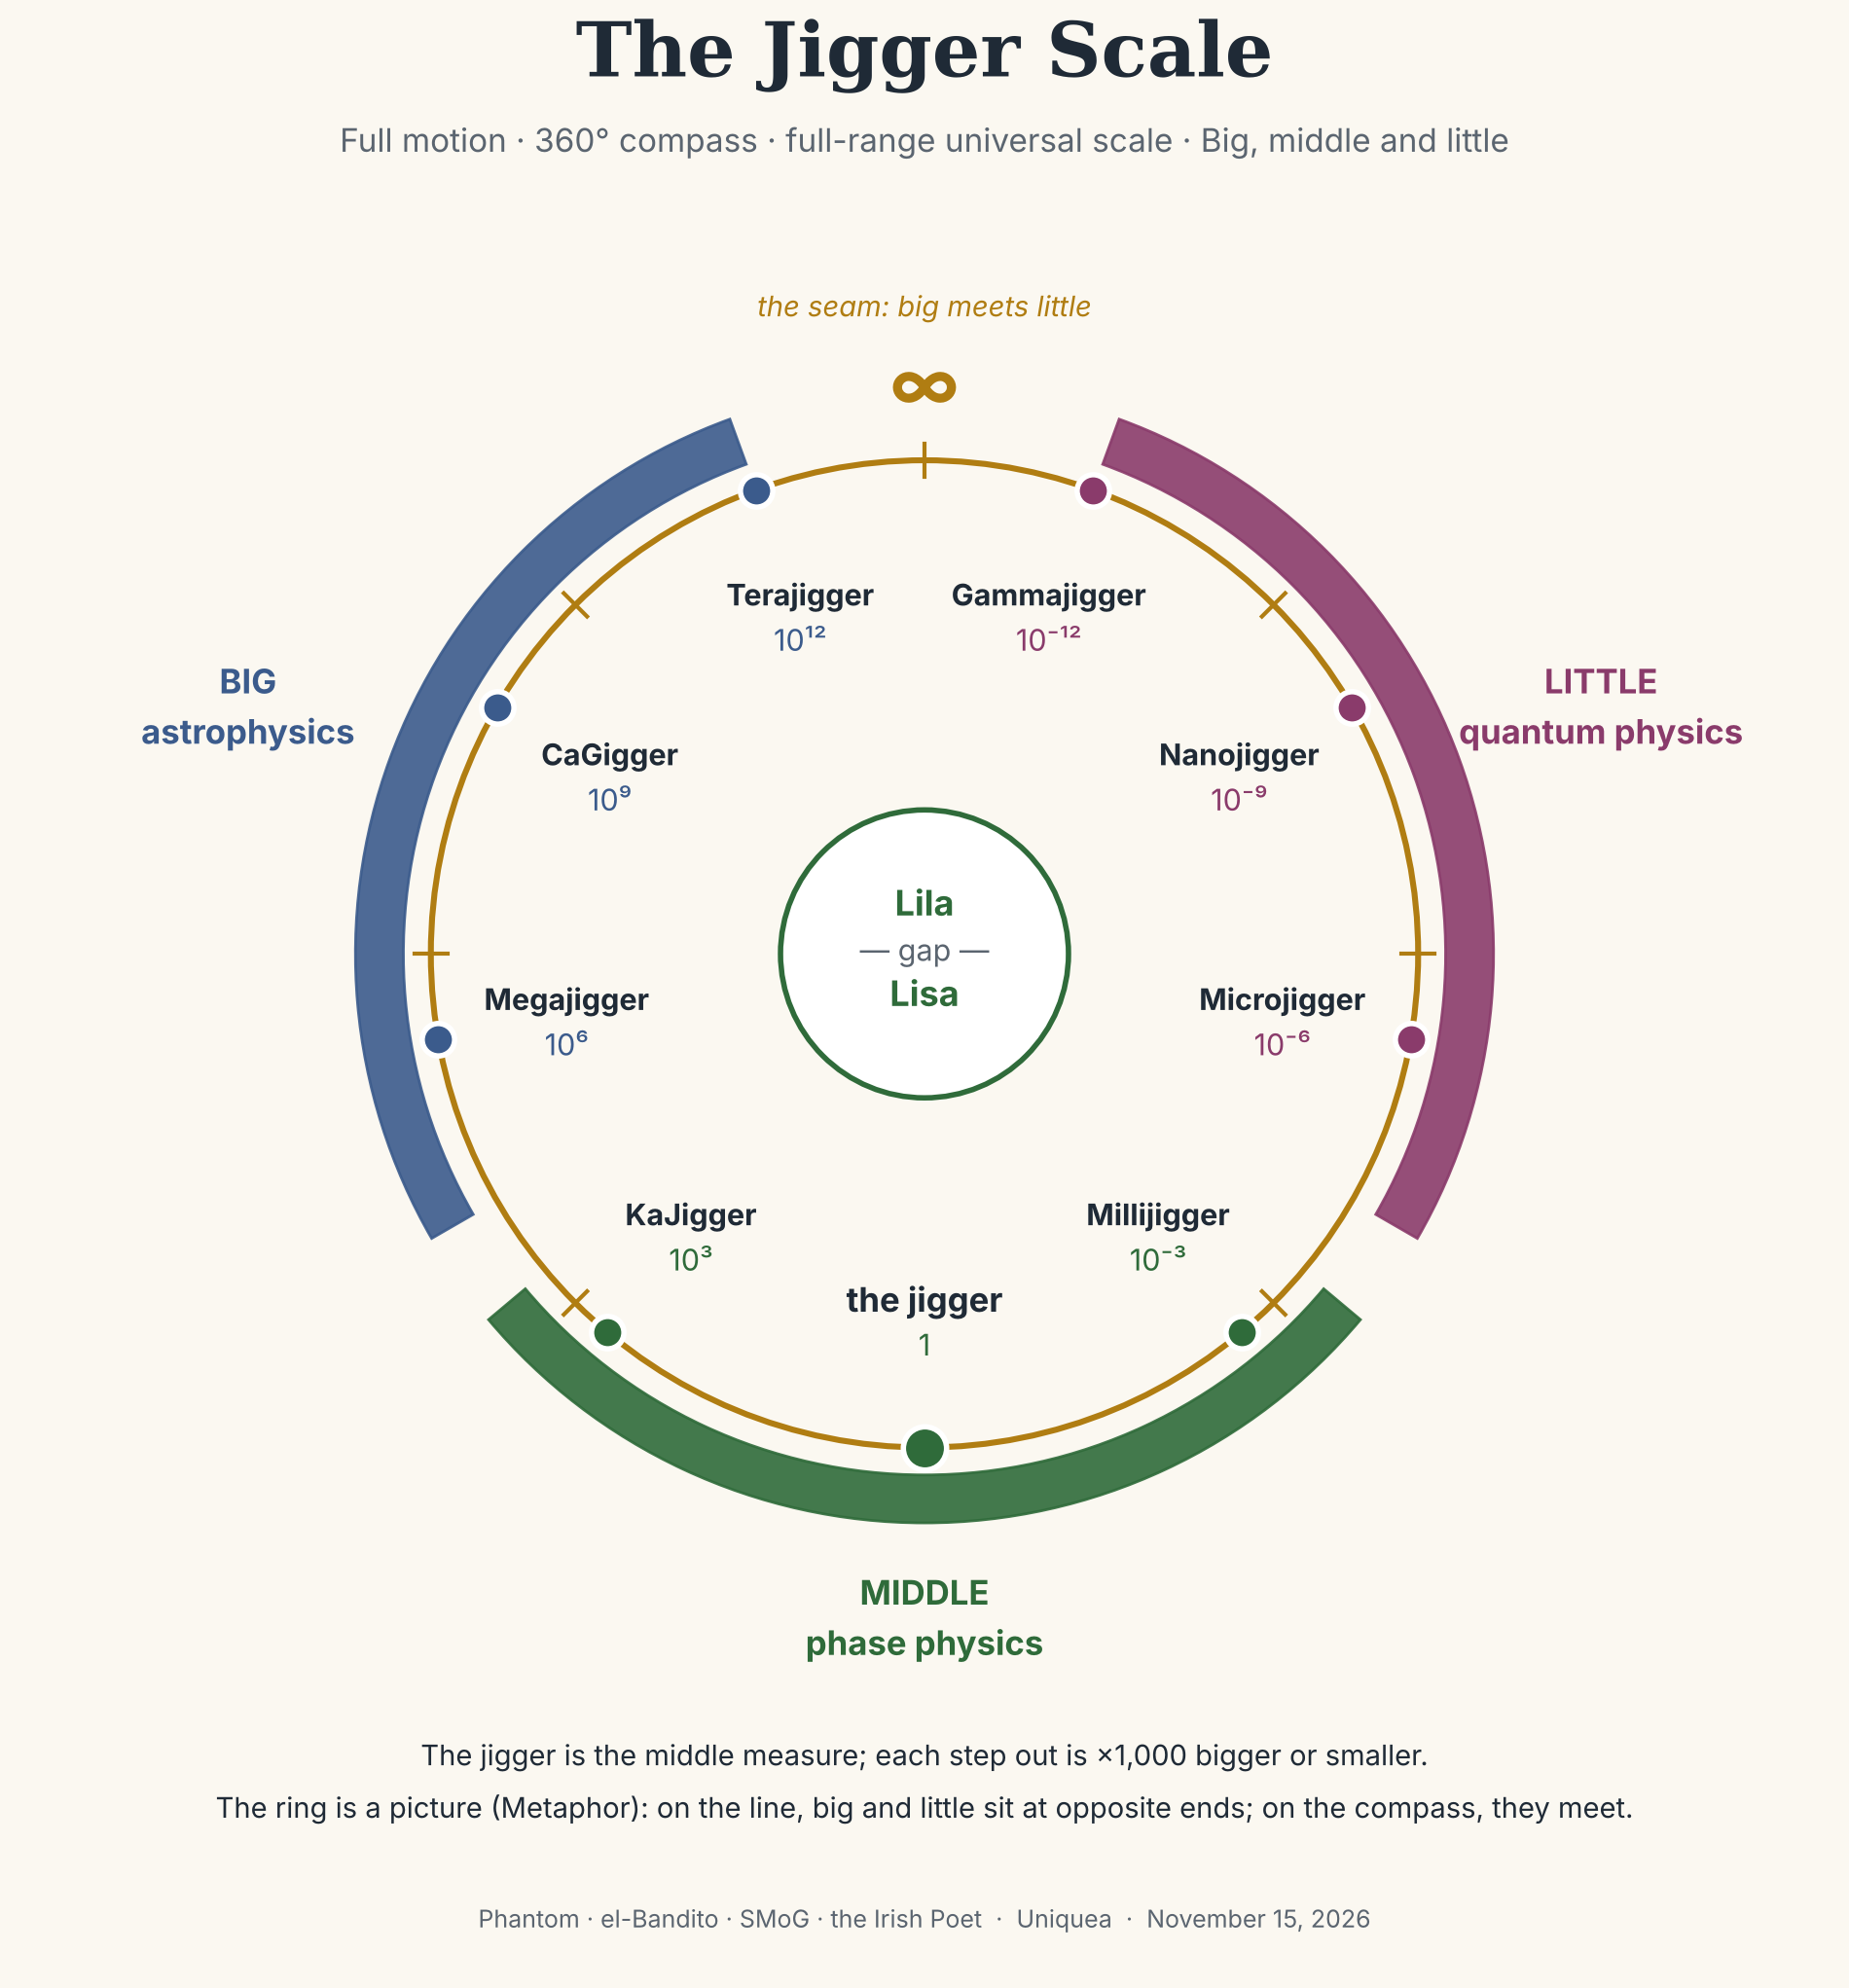 The Jigger Scale
Full motion · 360° compass · full-range universal scale · Big, middle and little
the seam: big meets little
∞
Terajigger
10¹²
Gammajigger
10⁻¹²
BIG
astrophysics
LITTLE
quantum physics
CaGigger
10⁹
Nanojigger
10⁻⁹
Lila
— gap —
Lisa
Megajigger
10⁶
Microjigger
10⁻⁶
KaJigger
10³
Millijigger
10⁻³
the jigger
1
MIDDLE
phase physics
The jigger is the middle measure; each step out is ×1,000 bigger or smaller.
The ring is a picture (Metaphor): on the line, big and little sit at opposite ends; on the compass, they meet.
Phantom · el-Bandito · SMoG · the Irish Poet · Uniquea · November 15, 2026